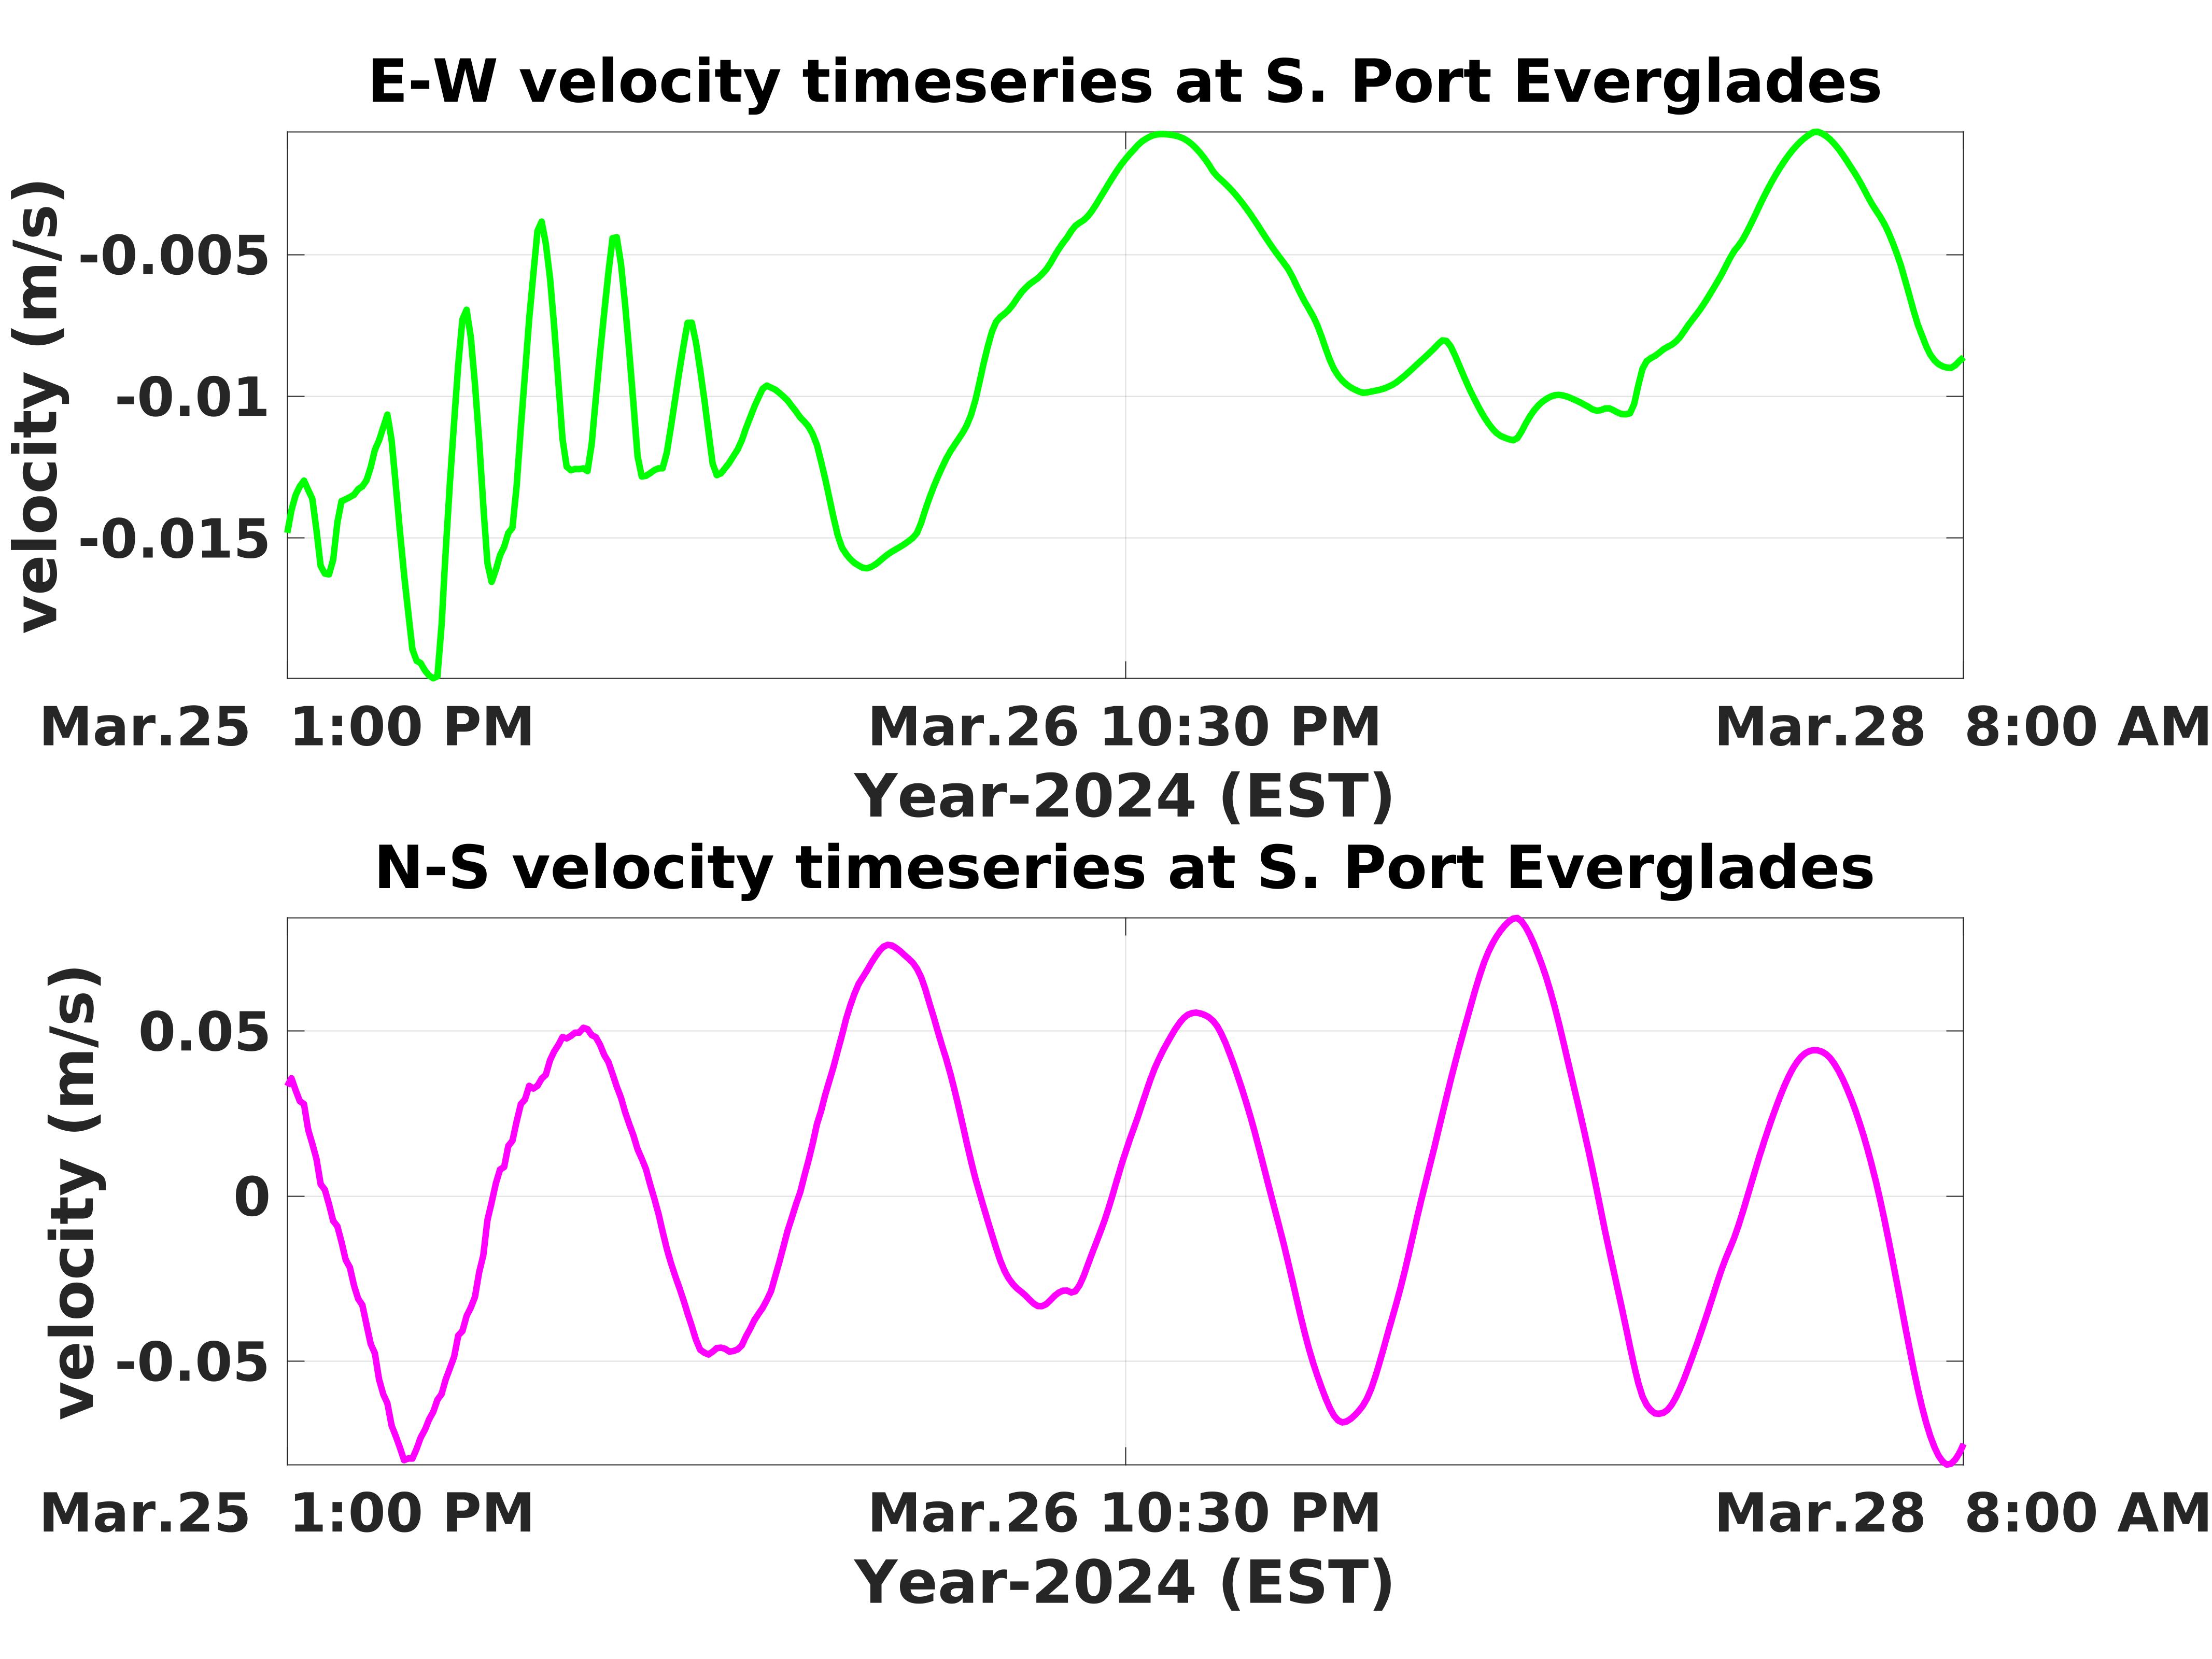 E-W velocity timeseries at S. Port Everglades
velocity (m/s)
-0.005
-0.01
-0.015
Mar.25 1:00 PM
Mar.26 10:30 PM
Mar.28 8:00 AM
Year-2024 (EST)
N-S velocity timeseries at S. Port Everglades
velocity (m/s)
0.05
0
-0.05
Mar.25 1:00 PM
Mar.26 10:30 PM
Mar.28 8:00 AM
Year-2024 (EST)